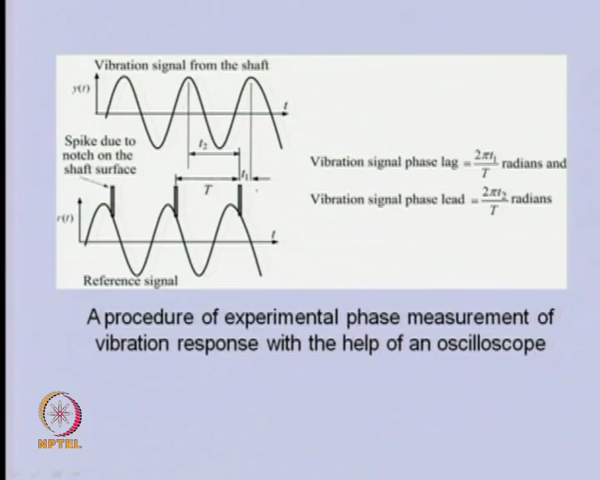 Vibration signal from the shaft
y(t)
t
Spike due to
notch on the
shaft surface
t₂
t₁
T
Vibration signal phase lag = 2πt₁/T radians and
Vibration signal phase lead = 2πt₂/T radians
r(t)
t
Reference signal
A procedure of experimental phase measurement of
vibration response with the help of an oscilloscope
NPTEL